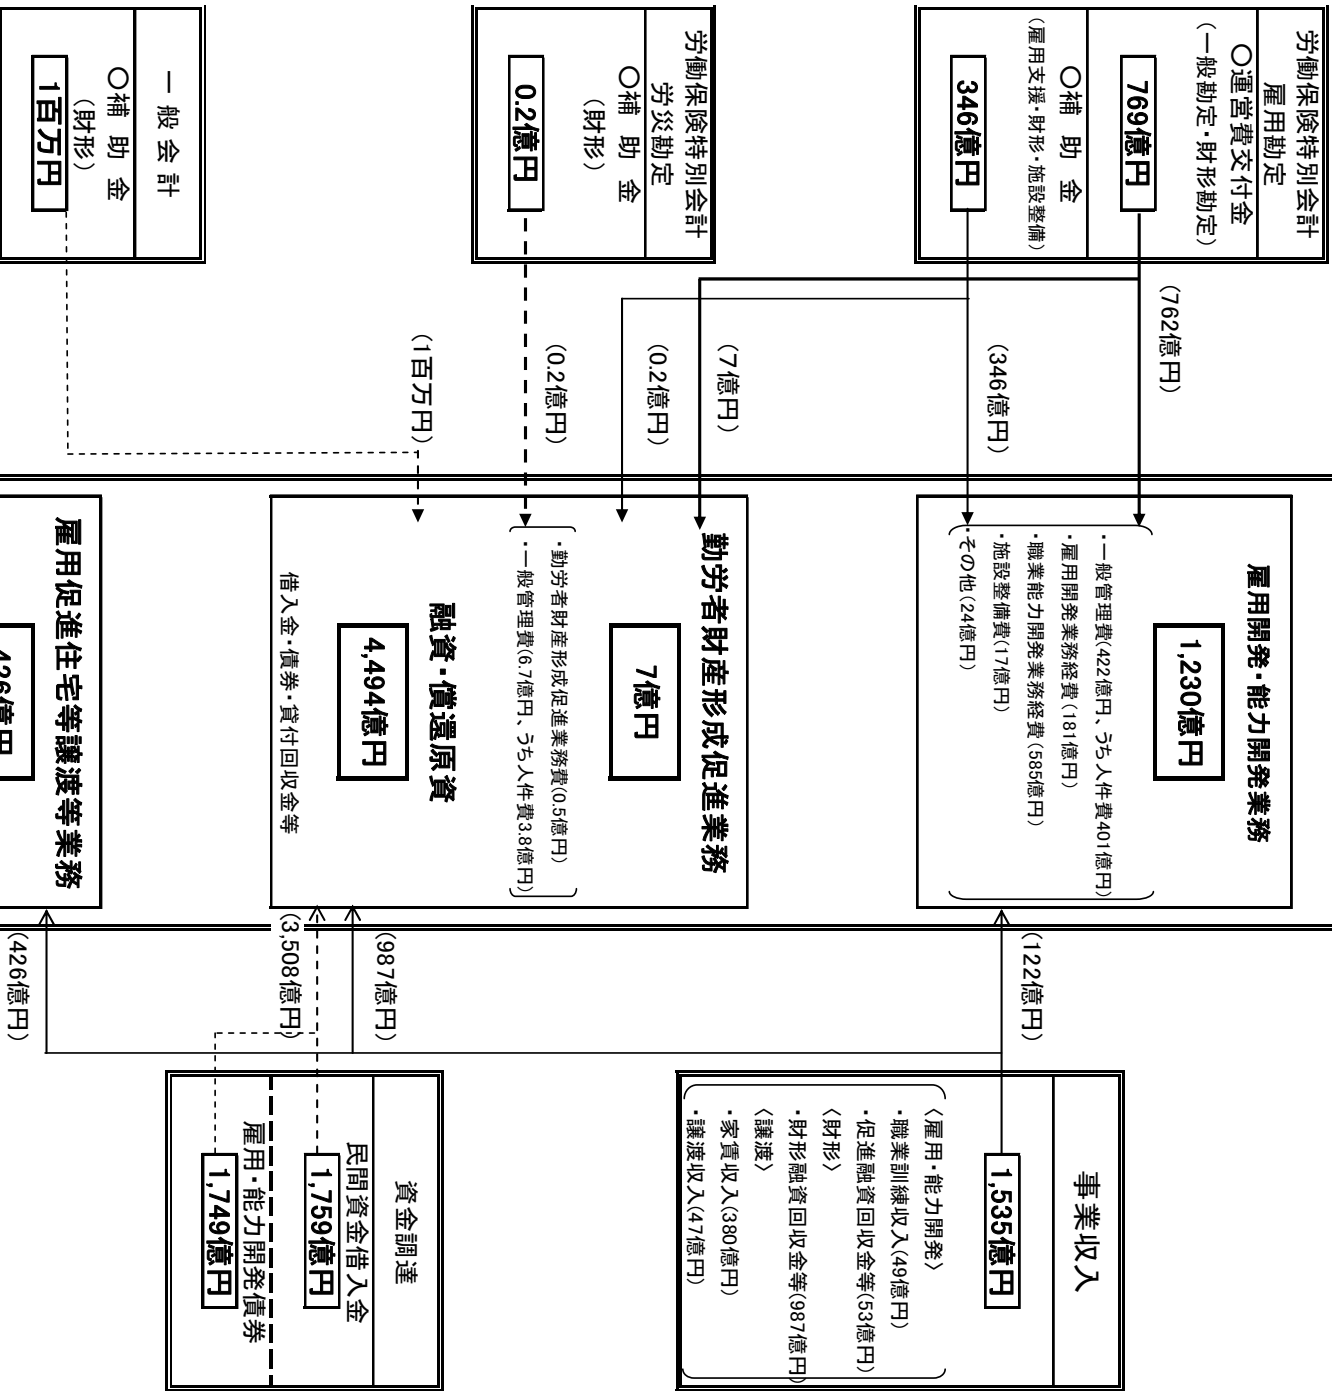 労働保険特別会計
雇用勘定
○運営費交付金
(一般勘定・財形勘定)
769億円
○補助金
(雇用支援・財形・施設整備)
346億円
労働保険特別会計
労災勘定
○補助金
(財形)
0.2億円
一般会計
○補助金
(財形)
1百万円
(762億円)
(346億円)
(7億円)
(0.2億円)
(0.2億円)
(1百万円)
雇用開発・能力開発業務
1,230億円
・一般管理費(422億円、うち人件費401億円)
・雇用開発業務経費(181億円)
・職業能力開発業務経費(585億円)
・施設整備費(17億円)
・その他(24億円)
勤労者財産形成促進業務
7億円
・勤労者財産形成促進業務費(0.5億円)
・一般管理費(6.7億円、うち人件費3.8億円)
融資・償還原資
4,494億円
借入金・債券・貸付回収金等
雇用促進住宅等譲渡等業務
426億円
(122億円)
(987億円)
(3,508億円)
(426億円)
事業収入
1,535億円
〈雇用・能力開発〉
・職業訓練収入(49億円)
・促進融資回収金等(53億円)
〈財形〉
・財形融資回収金等(987億円)
〈譲渡〉
・家賃収入(380億円)
・譲渡収入(47億円)
資金調達
民間資金借入金
1,759億円
雇用・能力開発債券
1,749億円